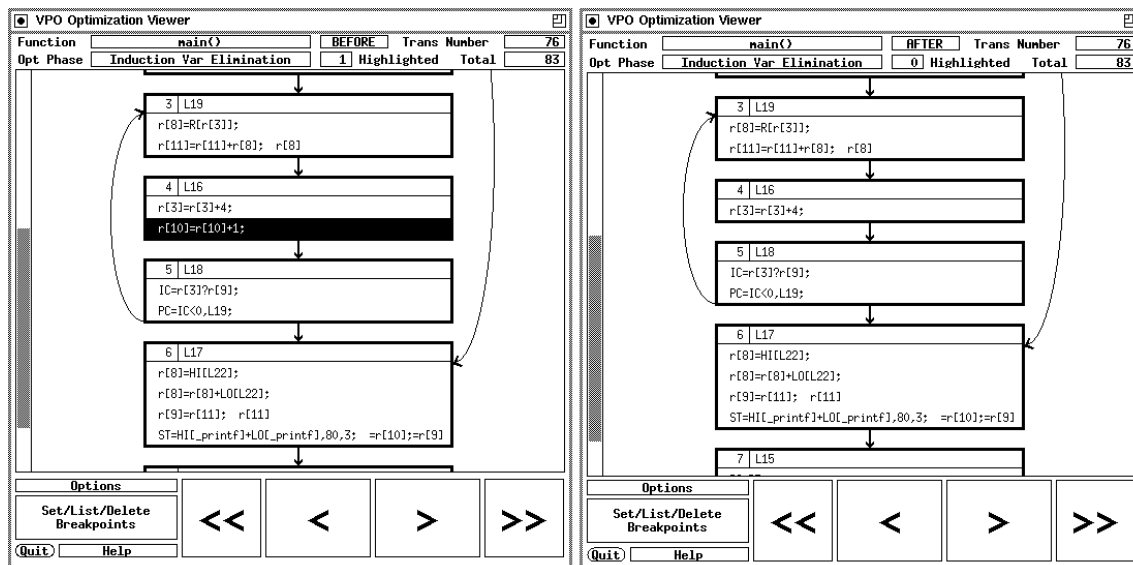 VPO Optimization Viewer
Function main() BEFORE Trans Number 76
Opt Phase Induction Var Elimination 1 Highlighted Total 83
3 L19
r[8]=R[r[3]];
r[11]=r[11]+r[8]; r[8]
4 L16
r[3]=r[3]+4;
r[10]=r[10]+1;
5 L18
IC=r[3]?r[9];
PC=IC<0,L19;
6 L17
r[8]=HI[L22];
r[8]=r[8]+LO[L22];
r[9]=r[11]; r[11]
ST=HI[_printf]+LO[_printf],80,3; =r[10];=r[9]
Options
Set/List/Delete
Breakpoints
<< < > >>
Quit Help
VPO Optimization Viewer
Function main() AFTER Trans Number 76
Opt Phase Induction Var Elimination 0 Highlighted Total 83
3 L19
r[8]=R[r[3]];
r[11]=r[11]+r[8]; r[8]
4 L16
r[3]=r[3]+4;
5 L18
IC=r[3]?r[9];
PC=IC<0,L19;
6 L17
r[8]=HI[L22];
r[8]=r[8]+LO[L22];
r[9]=r[11]; r[11]
ST=HI[_printf]+LO[_printf],80,3; =r[10];=r[9]
7 L15
Options
Set/List/Delete
Breakpoints
<< < > >>
Quit Help